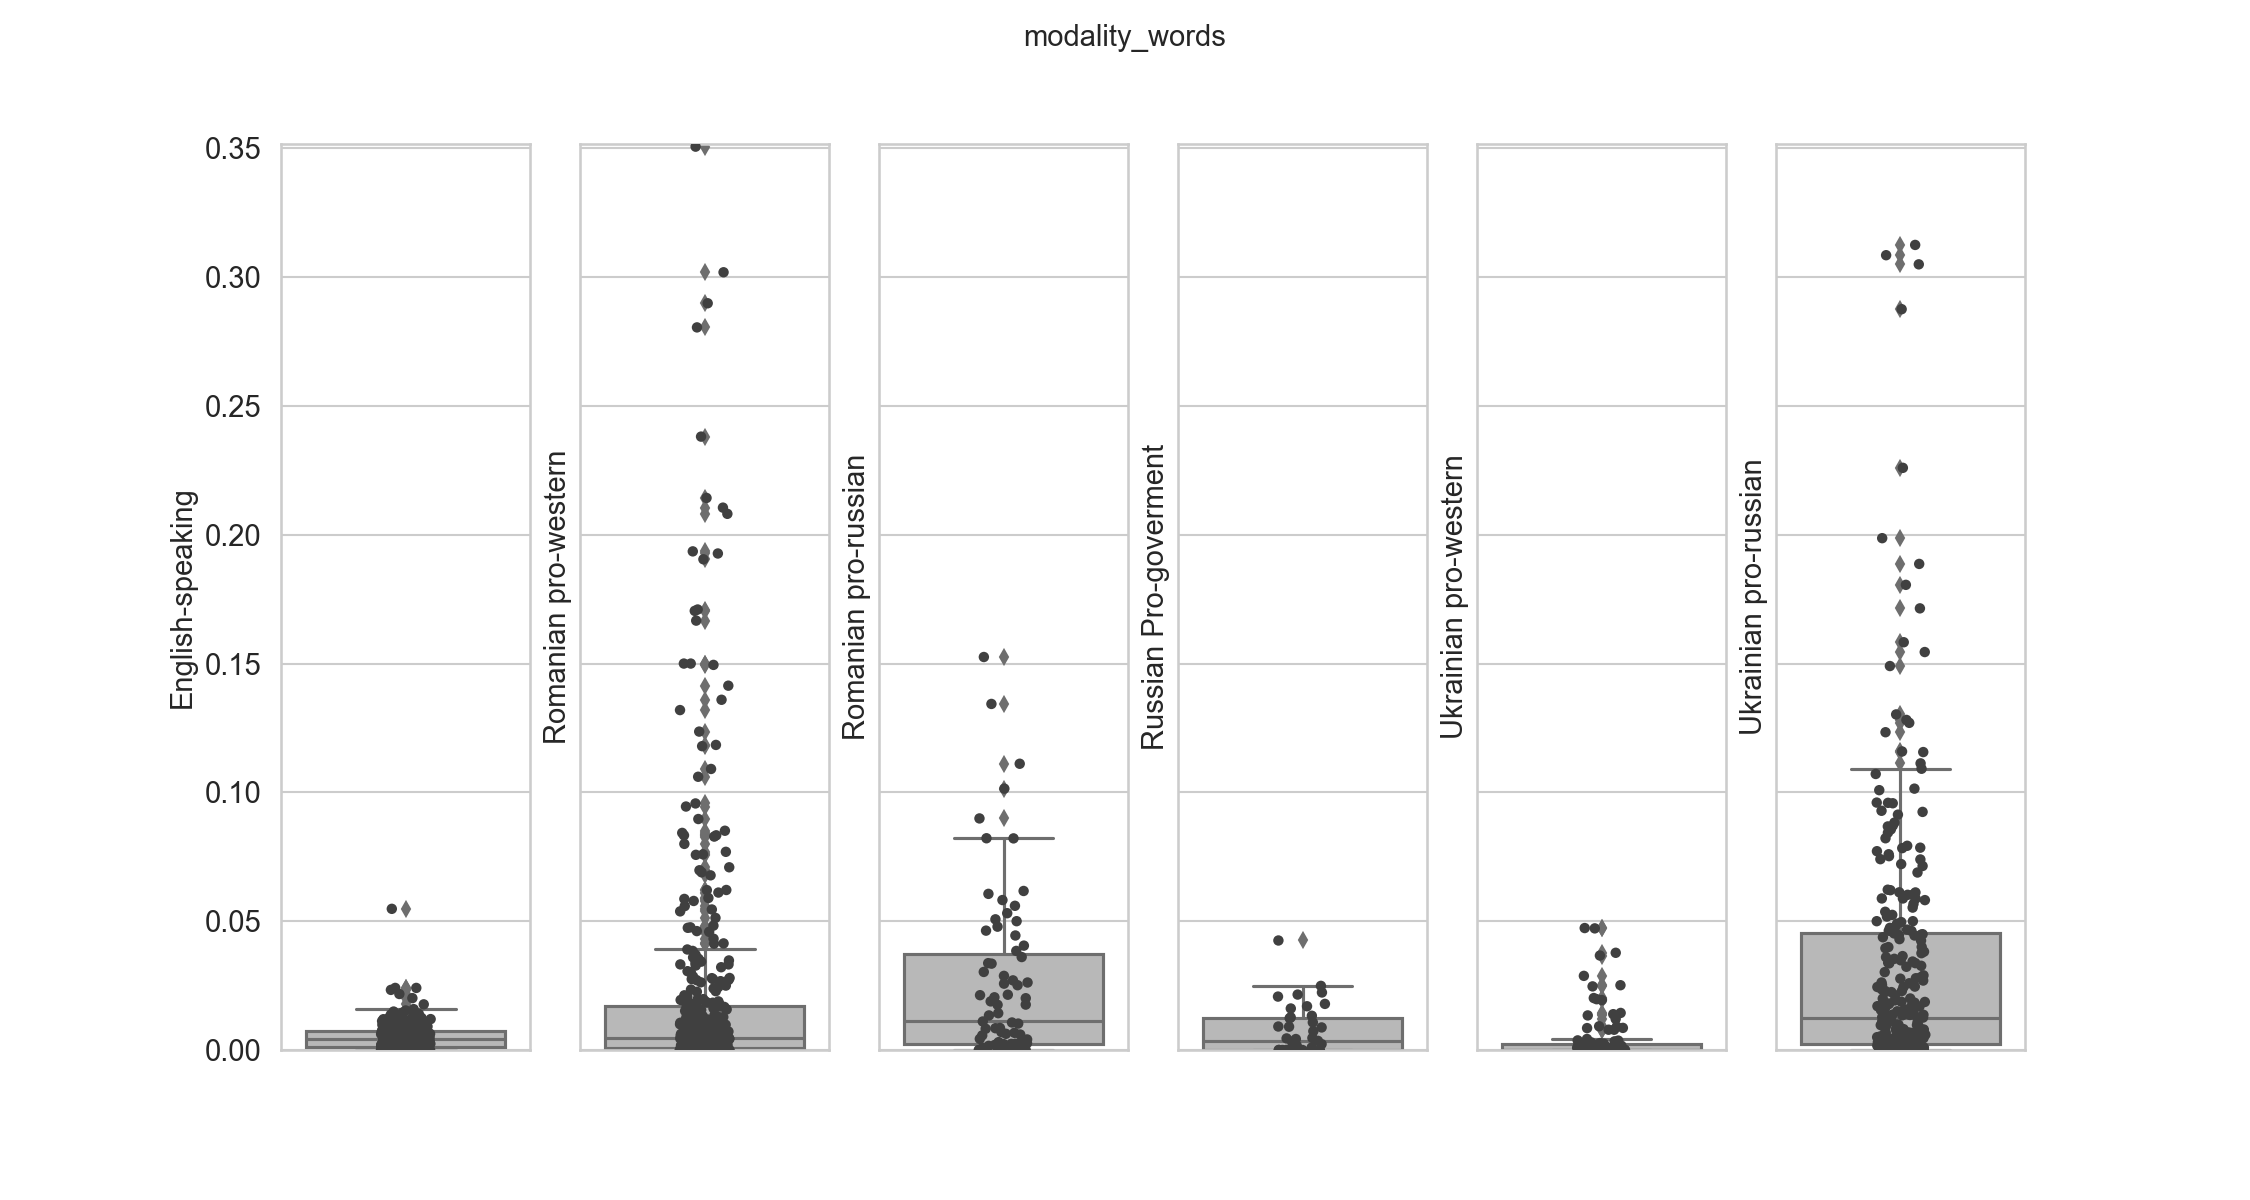 modality_words
0.35
0.30
0.25
0.20
0.15
0.10
0.05
0.00
English-speaking
Romanian pro-western
Romanian pro-russian
Russian Pro-goverment
Ukrainian pro-western
Ukrainian pro-russian